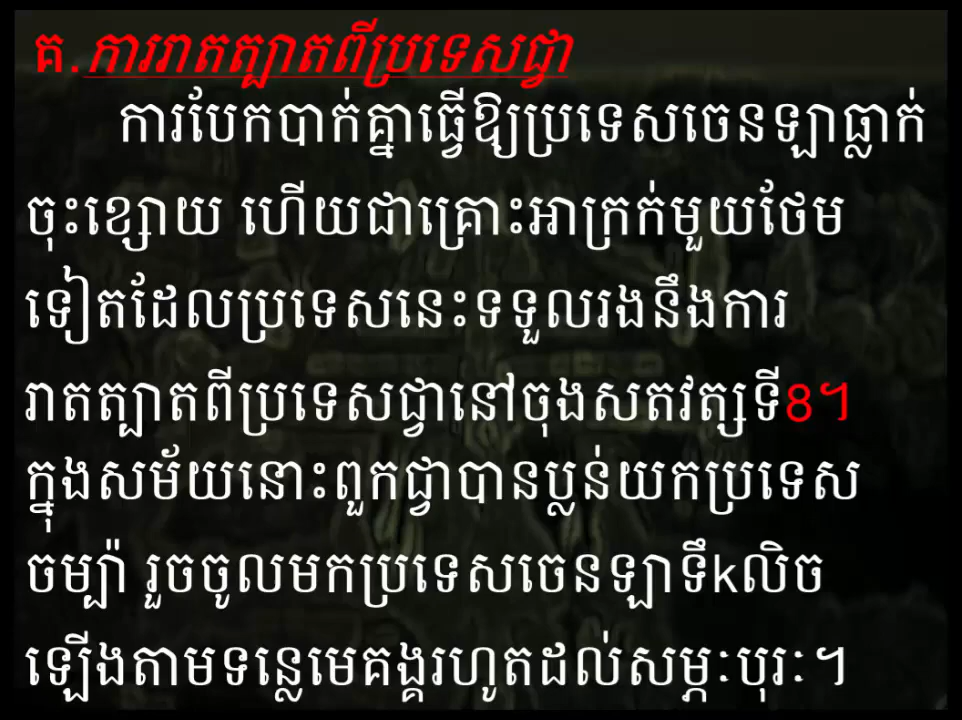 គ.ការរាតត្បាតពីប្រទេសជ្វា
ការបែកបាក់គ្នាធ្វើឱ្យប្រទេសចេនឡាធ្លាក់
ចុះខ្សោយ ហើយជាគ្រោះអាក្រក់មួយថែម
ទៀតដែលប្រទេសនេះទទួលរងនឹងការ
រាតត្បាតពីប្រទេសជ្វានៅចុងសតវត្សទី8។
ក្នុងសម័យនោះពួកជ្វាបានប្លន់យកប្រទេស
ចម្ប៉ា រួចចូលមកប្រទេសចេនឡាទឹkលិច
ឡើងតាមទន្លេមេគង្គរហូតដល់សម្ភៈបុរៈ។